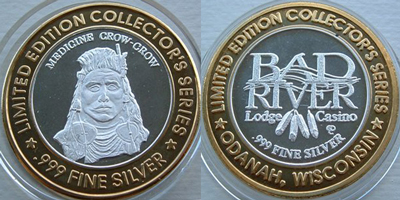 LIMITED EDITION COLLECTOR'S SERIES
MEDICINE CROW-CROW
★ .999 FINE SILVER ★
LIMITED EDITION COLLECTOR'S SERIES
BAD
RIVER
Lodge Casino
.999 FINE SILVER
ODANAH, WISCONSIN